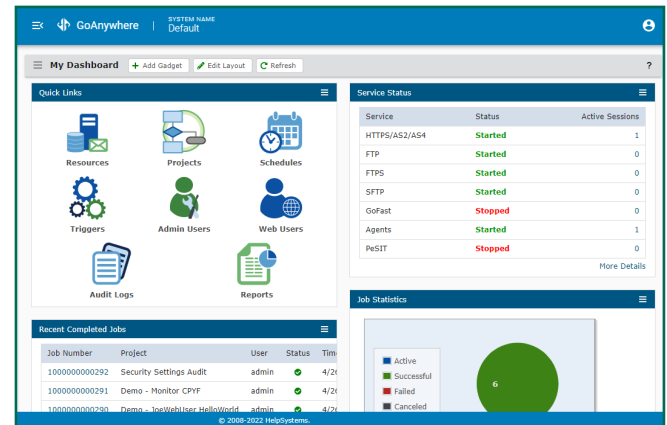 GoAnywhere
SYSTEM NAME
Default
My Dashboard + Add Gadget Edit Layout Refresh ?
Quick Links
Resources Projects Schedules
Triggers Admin Users Web Users
Audit Logs Reports
Service Status
Service Status Active Sessions
HTTPS/AS2/AS4 Started 1
FTP Started 0
FTPS Started 0
SFTP Started 0
GoFast Stopped 0
Agents Started 1
PeSIT Stopped 0
More Details
Recent Completed Jobs
Job Number Project User Status
1000000000292 Security Settings Audit admin 4/26
1000000000291 Demo - Monitor CPYF admin 4/26
1000000000290 Demo - JoeWebUser HelloWorld admin 4/26
Job Statistics
Active
Successful
Failed
Canceled
6
© 2008-2022 HelpSystems.